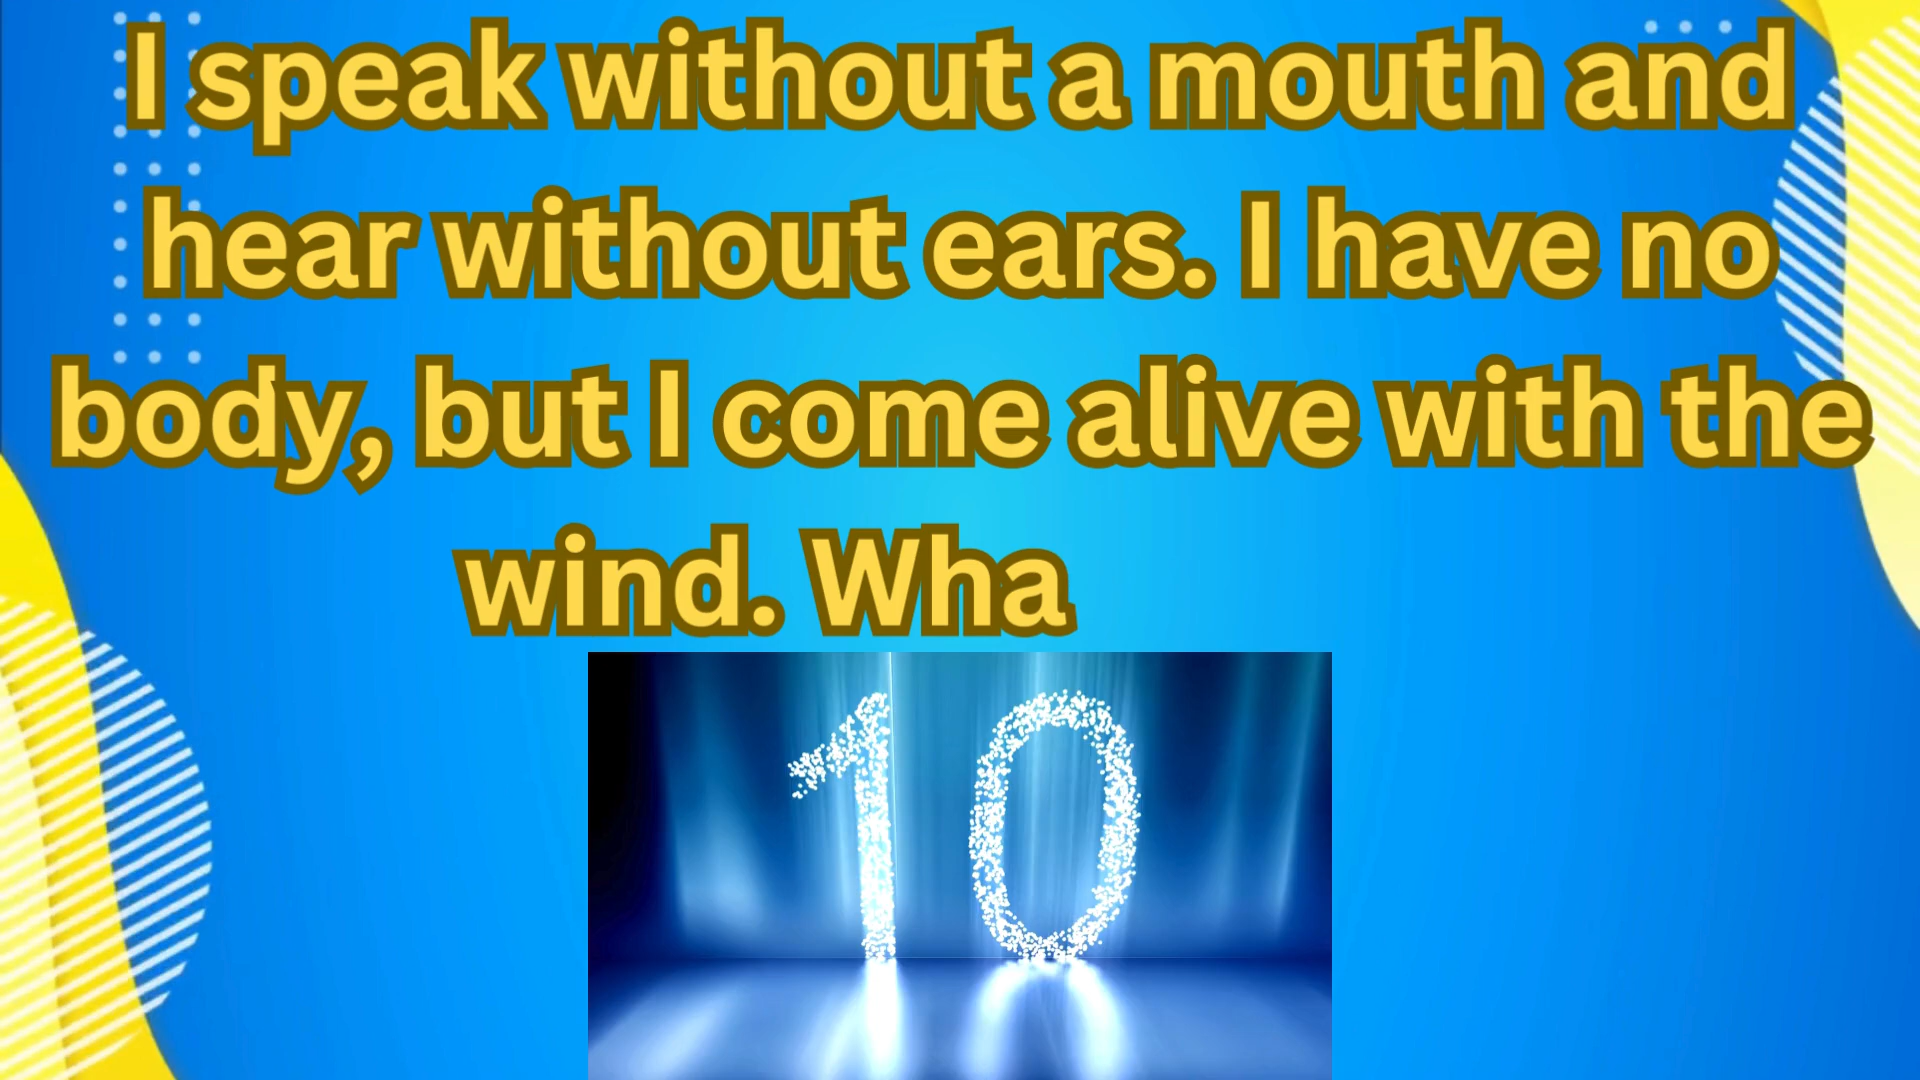 I speak without a mouth and
hear without ears. I have no
body, but I come alive with the
wind. Wha
10